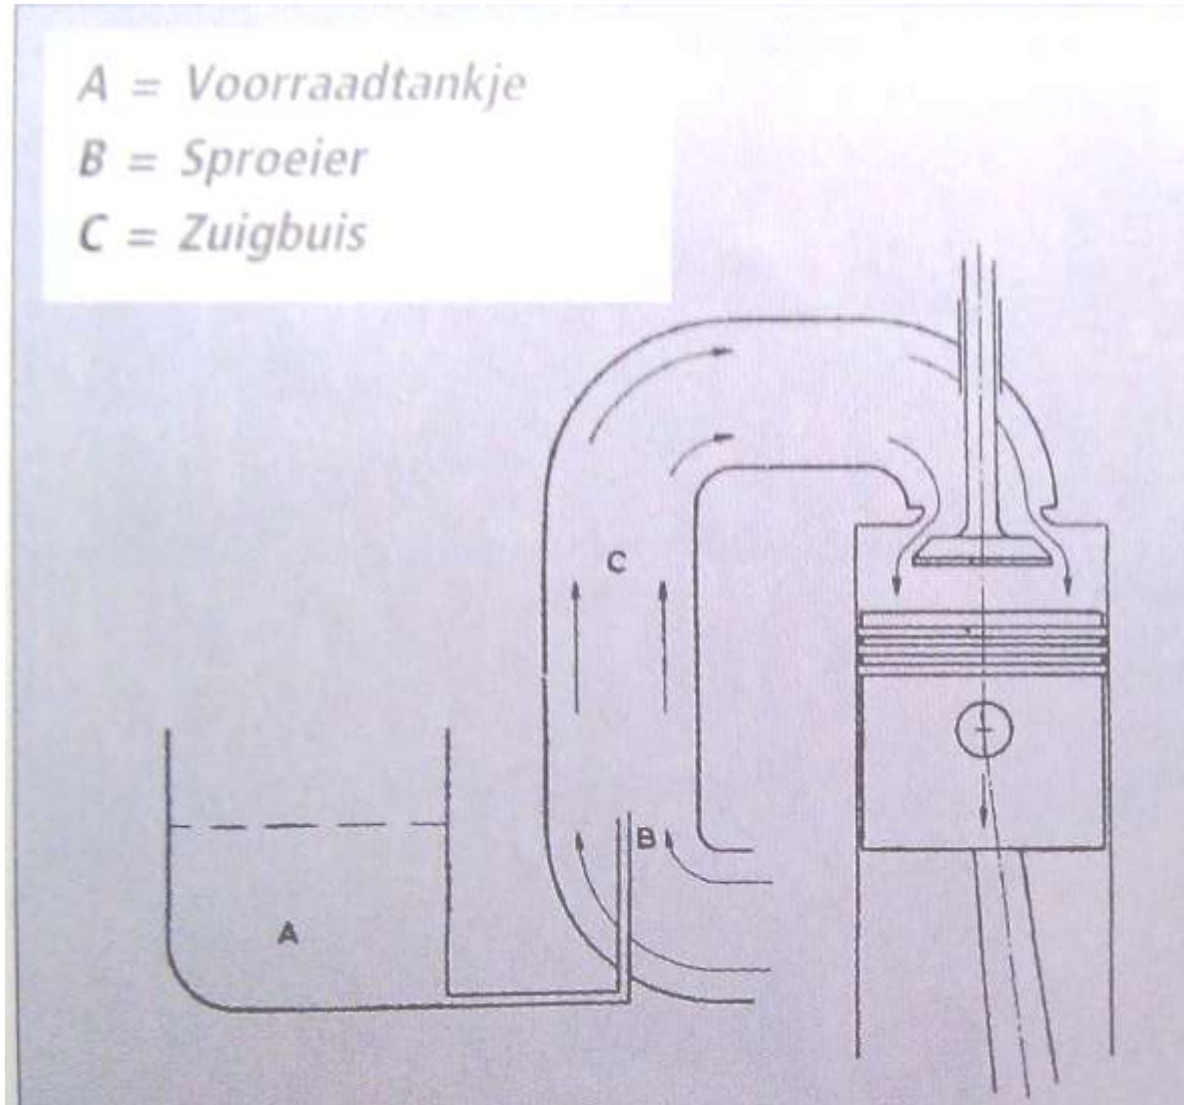 A = Voorraadtankje
B = Sproeier
C = Zuigbuis
C
B
A